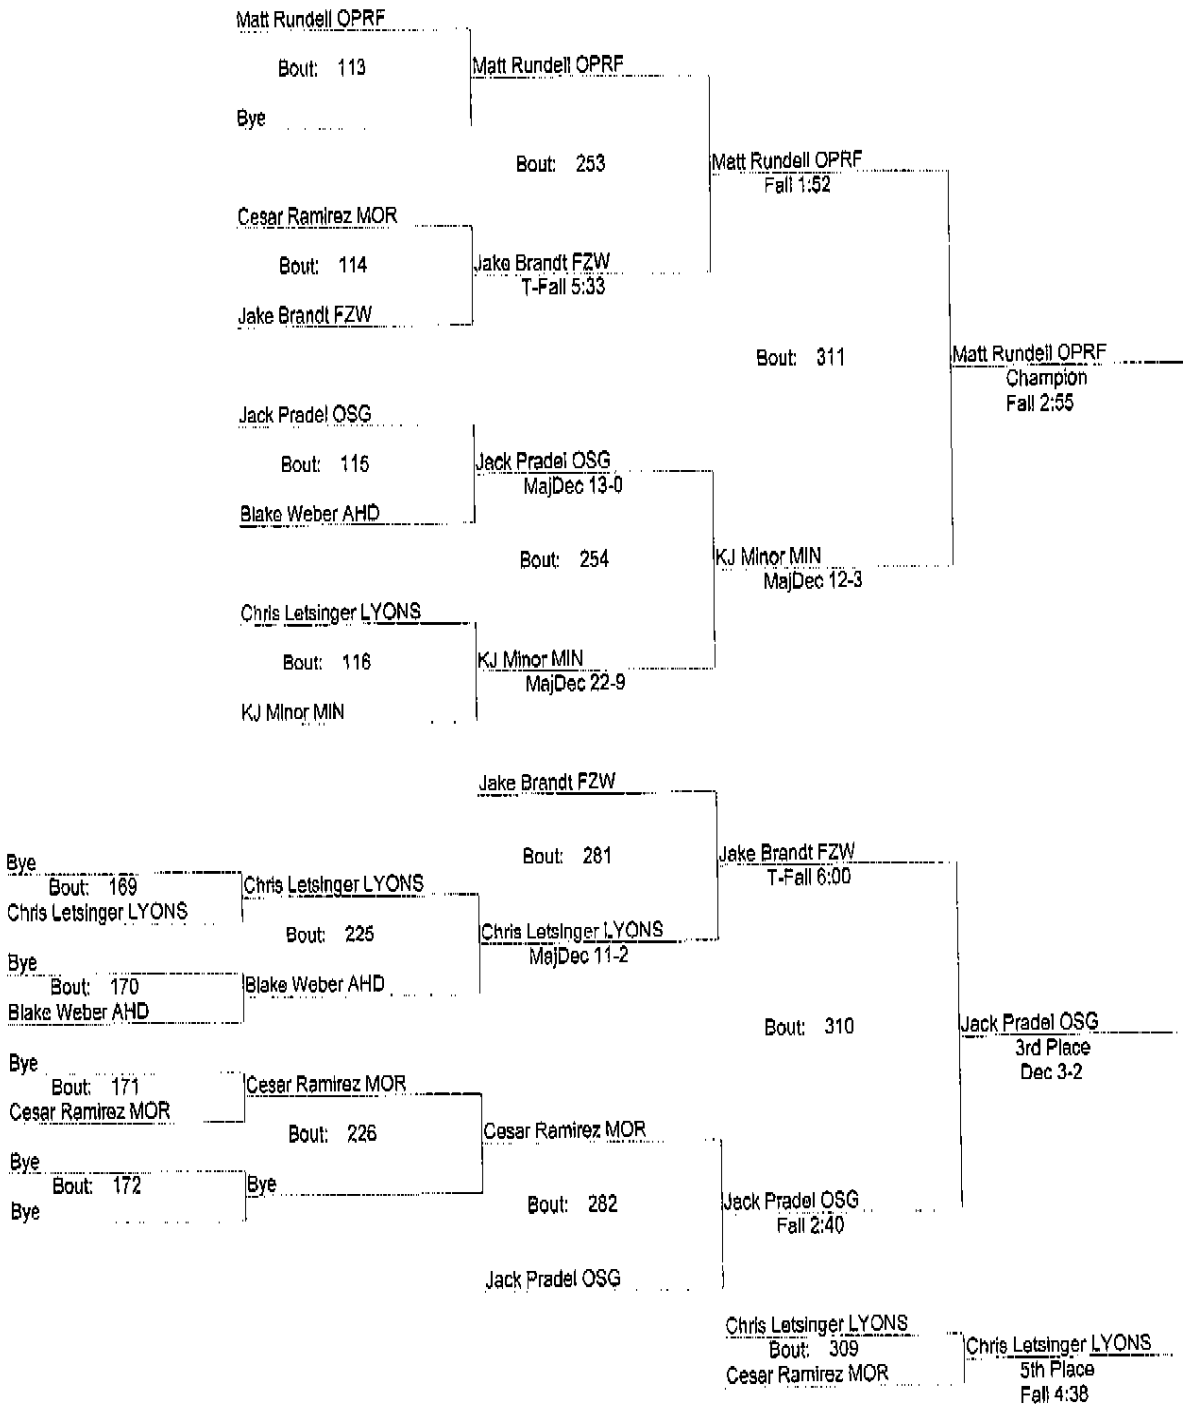 Matt Rundell OPRF
Bout: 113
Matt Rundell OPRF
Bye
Bout: 253
Matt Rundell OPRF
Fall 1:52
Cesar Ramirez MOR
Bout: 114
Jake Brandt FZW
T-Fall 5:33
Jake Brandt FZW
Bout: 311
Matt Rundell OPRF
Champion
Fall 2:55
Jack Pradel OSG
Bout: 115
Jack Pradel OSG
MajDec 13-0
Blake Weber AHD
Bout: 254
KJ Minor MIN
MajDec 12-3
Chris Letsinger LYONS
Bout: 116
KJ Minor MIN
MajDec 22-9
KJ Minor MIN
Jake Brandt FZW
Bout: 281
Jake Brandt FZW
T-Fall 6:00
Bye
Bout: 169
Chris Letsinger LYONS
Chris Letsinger LYONS
Bout: 225
Chris Letsinger LYONS
MajDec 11-2
Bye
Bout: 170
Blake Weber AHD
Blake Weber AHD
Bout: 310
Jack Pradel OSG
3rd Place
Dec 3-2
Bye
Bout: 171
Cesar Ramirez MOR
Cesar Ramirez MOR
Bout: 226
Cesar Ramirez MOR
Bye
Bout: 172
Bye
Bye
Bout: 282
Jack Pradel OSG
Fall 2:40
Jack Pradel OSG
Chris Letsinger LYONS
Bout: 309
Cesar Ramirez MOR
Chris Letsinger LYONS
5th Place
Fall 4:38